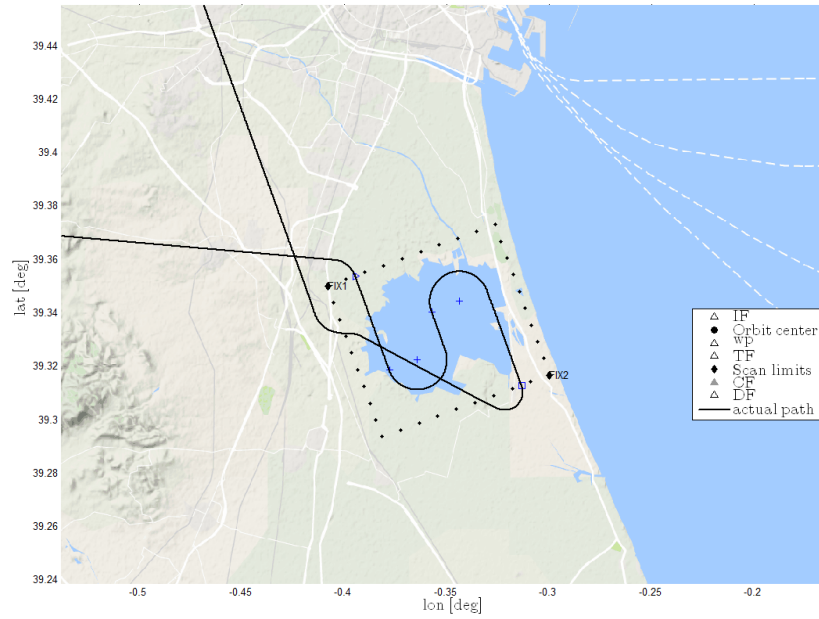 39.44
39.42
39.4
39.38
39.36
39.34
39.32
39.3
39.28
39.26
39.24
lat [deg]
FIX1
FIX2
IF
Orbit center
wp
TF
Scan limits
CF
DF
actual path
-0.5
-0.45
-0.4
-0.35
-0.3
-0.25
-0.2
lon [deg]